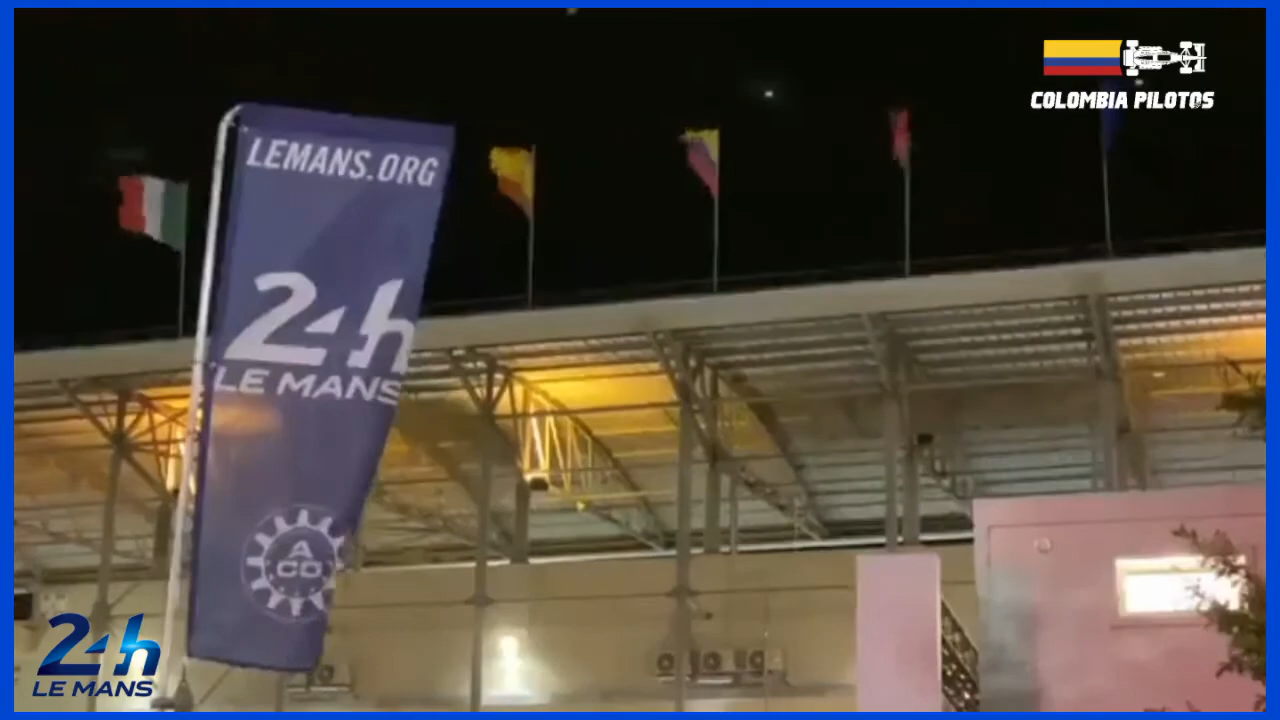 COLOMBIA PILOTOS
LEMANS.ORG
24h
LE MANS
ACO
24h
LE MANS